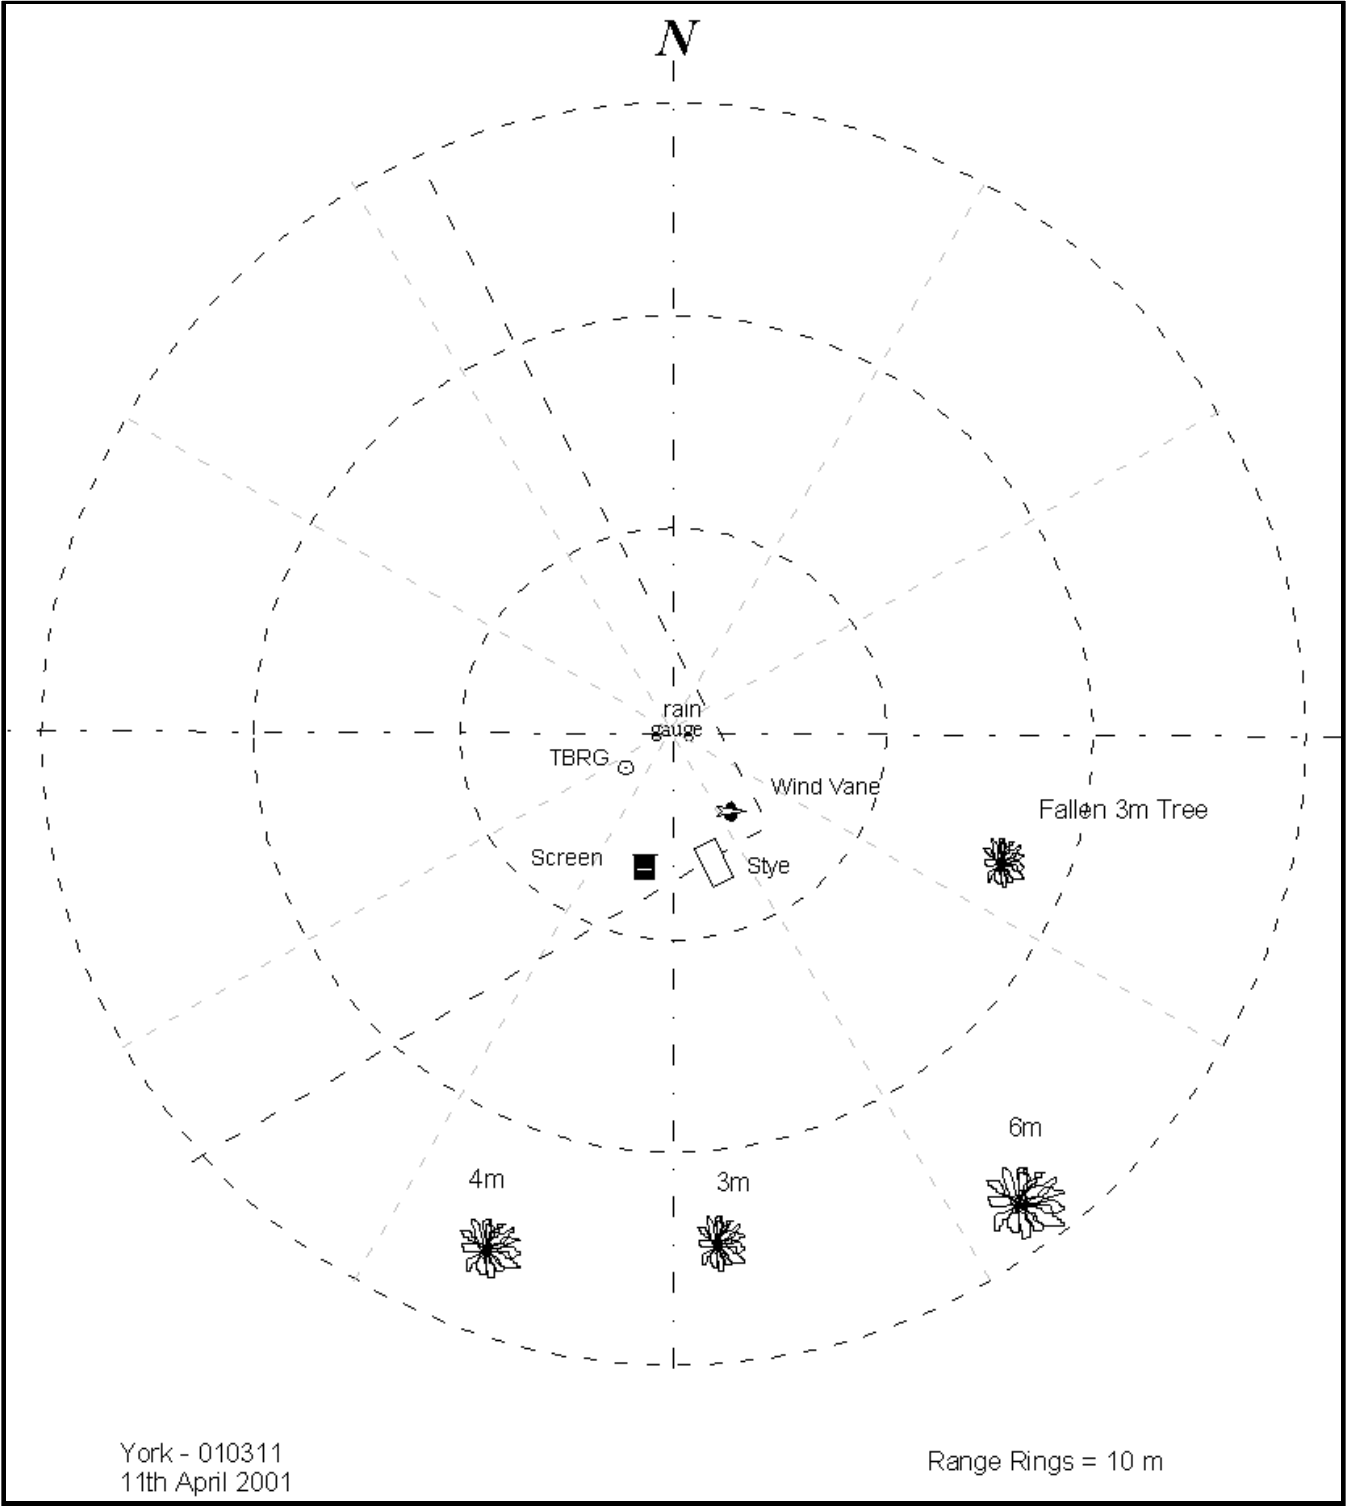 N
rain
gauge
TBRG
Wind Vane
Fallen 3m Tree
Screen
Stye
6m
4m
3m
York - 010311
11th April 2001
Range Rings = 10 m